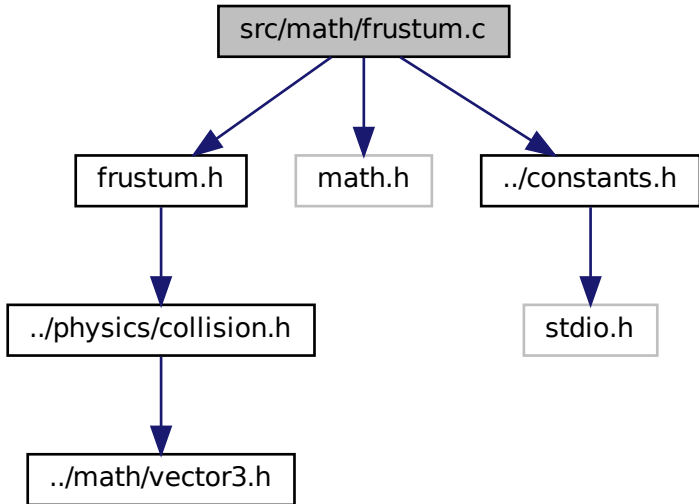 src/math/frustum.c
frustum.h
math.h
../constants.h
../physics/collision.h
stdio.h
../math/vector3.h